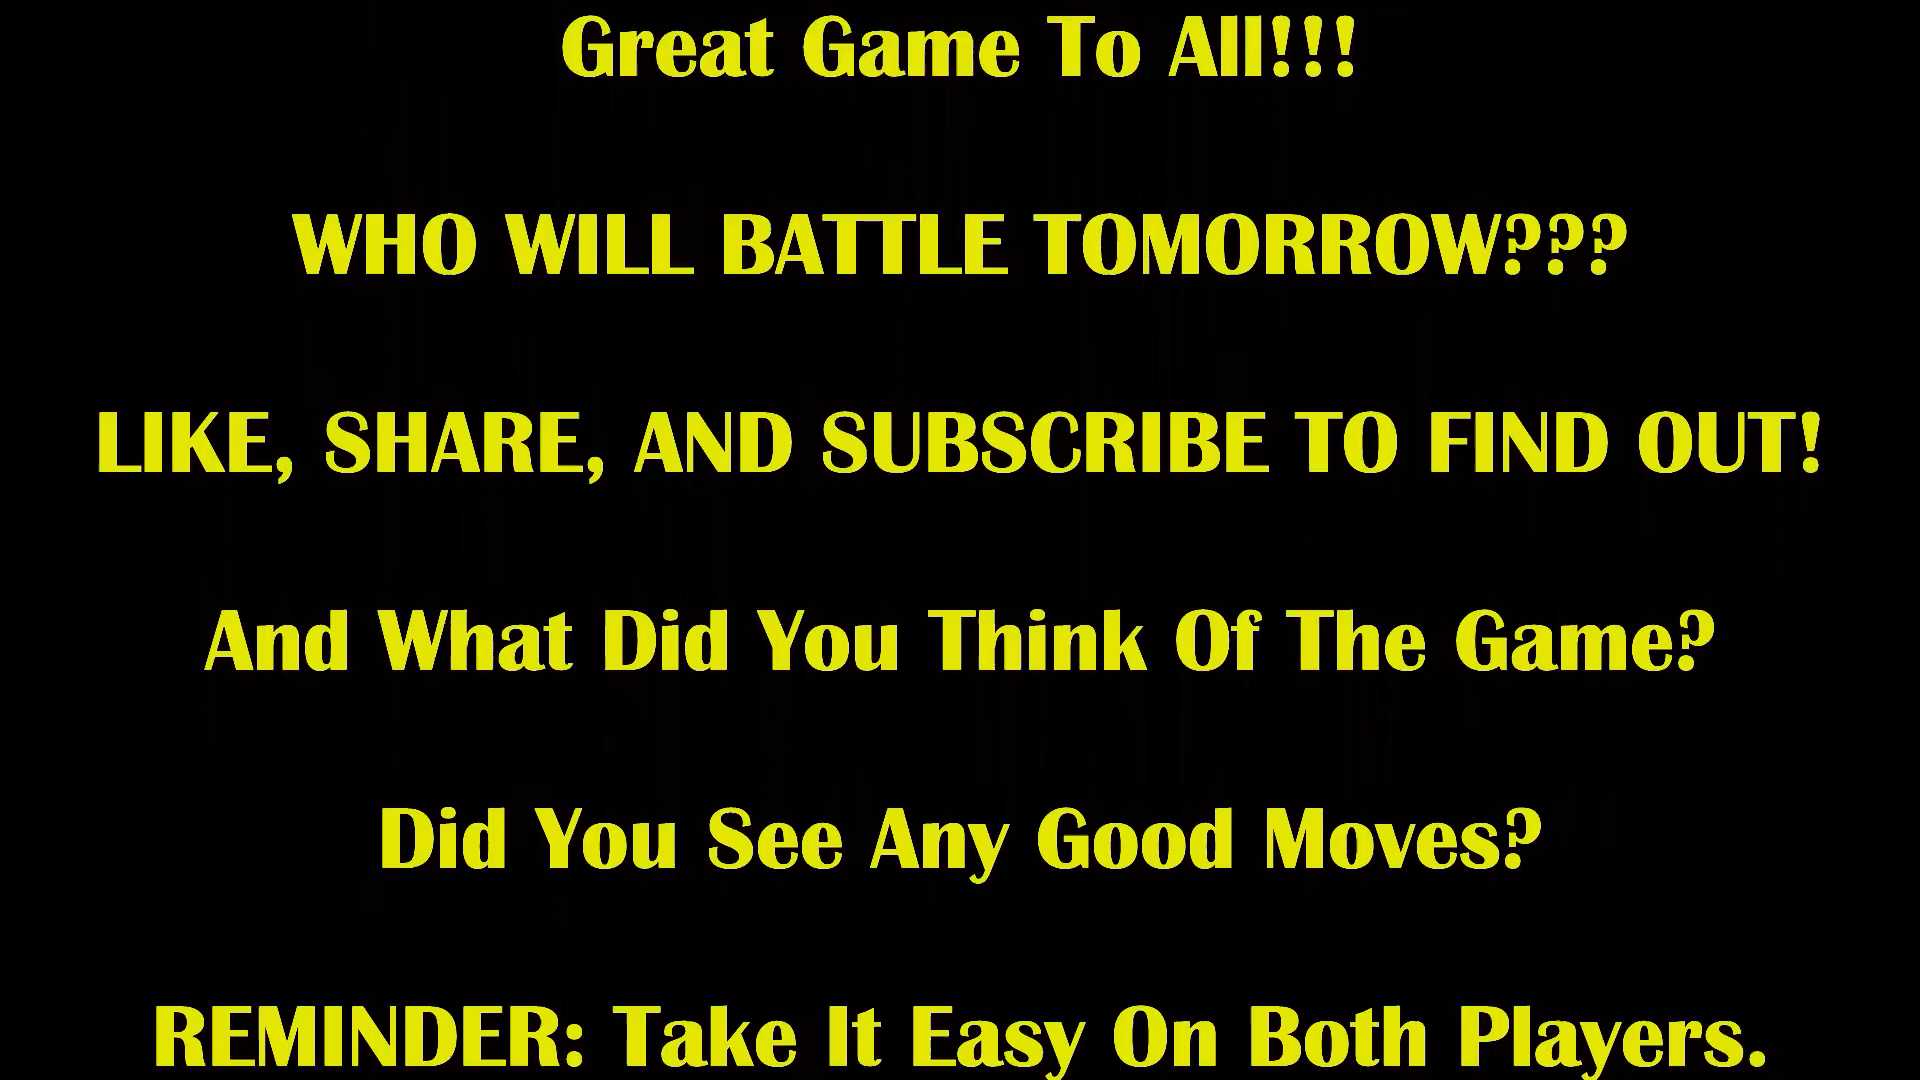 Great Game To All!!!
WHO WILL BATTLE TOMORROW???
LIKE, SHARE, AND SUBSCRIBE TO FIND OUT!
And What Did You Think Of The Game?
Did You See Any Good Moves?
REMINDER: Take It Easy On Both Players.